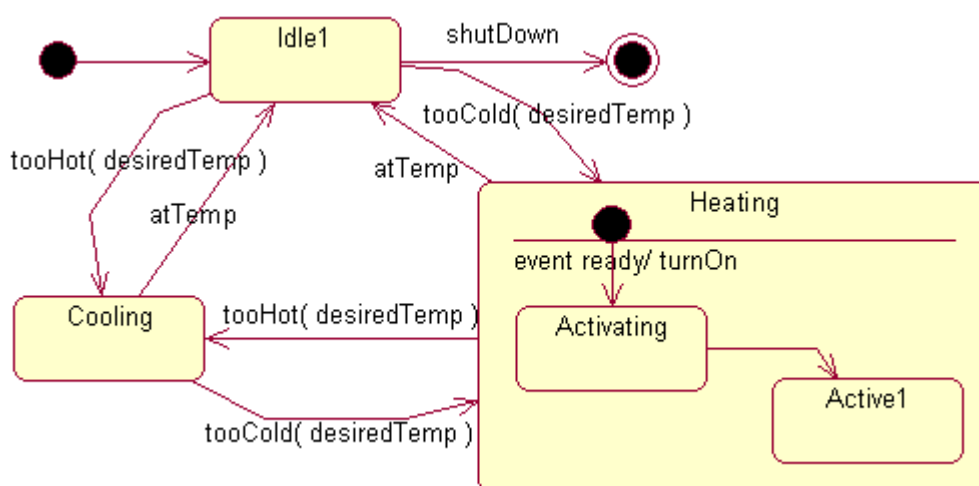 Idle1
shutDown
tooCold( desiredTemp )
tooHot( desiredTemp )
atTemp
atTemp
Heating
event ready/ turnOn
Cooling
tooHot( desiredTemp )
Activating
Active1
tooCold( desiredTemp )